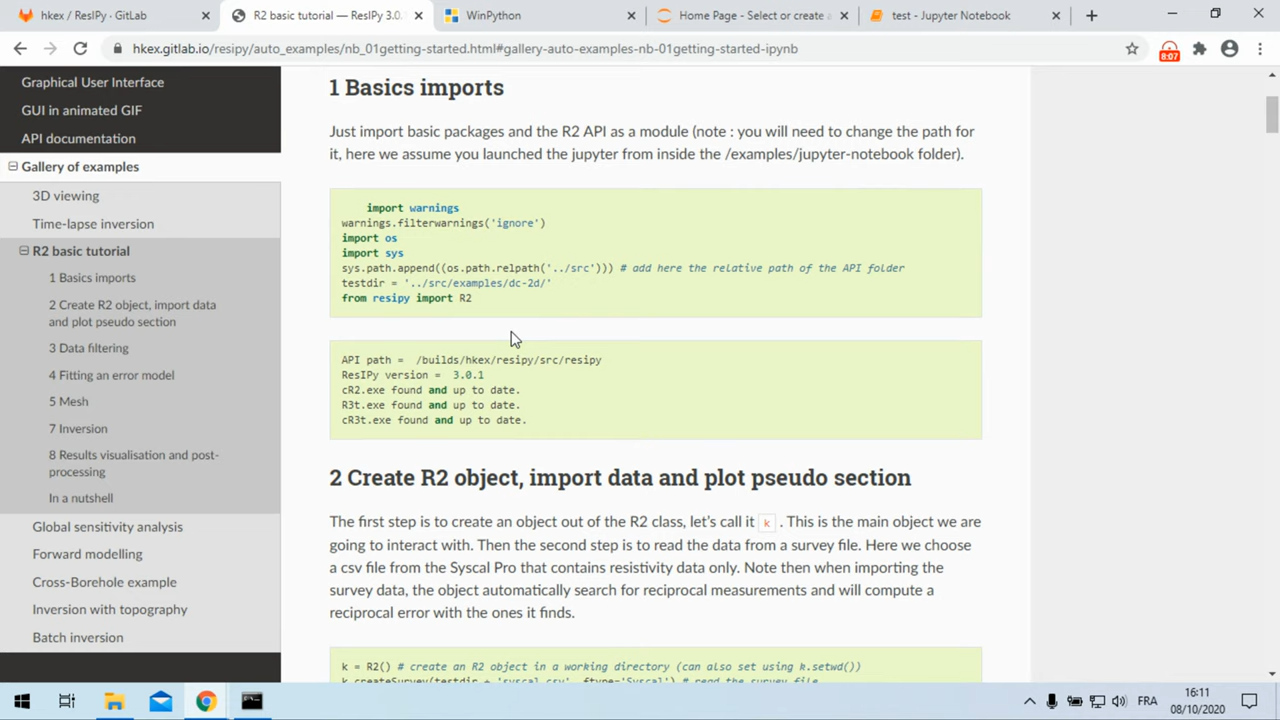 hkex / ResIPy · GitLab
R2 basic tutorial — ResIPy 3.0.
WinPython
Home Page - Select or create a
test - Jupyter Notebook
hkex.gitlab.io/resipy/auto_examples/nb_01getting-started.html#gallery-auto-examples-nb-01getting-started-ipynb
8:07
Graphical User Interface
GUI in animated GIF
API documentation
Gallery of examples
3D viewing
Time-lapse inversion
R2 basic tutorial
1 Basics imports
2 Create R2 object, import data
and plot pseudo section
3 Data filtering
4 Fitting an error model
5 Mesh
7 Inversion
8 Results visualisation and post-
processing
In a nutshell
Global sensitivity analysis
Forward modelling
Cross-Borehole example
Inversion with topography
Batch inversion
1 Basics imports
Just import basic packages and the R2 API as a module (note : you will need to change the path for
it, here we assume you launched the jupyter from inside the /examples/jupyter-notebook folder).
import warnings
warnings.filterwarnings('ignore')
import os
import sys
sys.path.append((os.path.relpath('../src'))) # add here the relative path of the API folder
testdir = '../src/examples/dc-2d/'
from resipy import R2
API path =  /builds/hkex/resipy/src/resipy
ResIPy version =  3.0.1
cR2.exe found and up to date.
R3t.exe found and up to date.
cR3t.exe found and up to date.
2 Create R2 object, import data and plot pseudo section
The first step is to create an object out of the R2 class, let's call it k . This is the main object we are
going to interact with. Then the second step is to read the data from a survey file. Here we choose
a csv file from the Syscal Pro that contains resistivity data only. Note then when importing the
survey data, the object automatically search for reciprocal measurements and will compute a
reciprocal error with the ones it finds.
k = R2() # create an R2 object in a working directory (can also set using k.setwd())
k.createSurvey(testdir + 'syscal.csv', ftype='Syscal') # read the survey file
FRA
16:11
08/10/2020